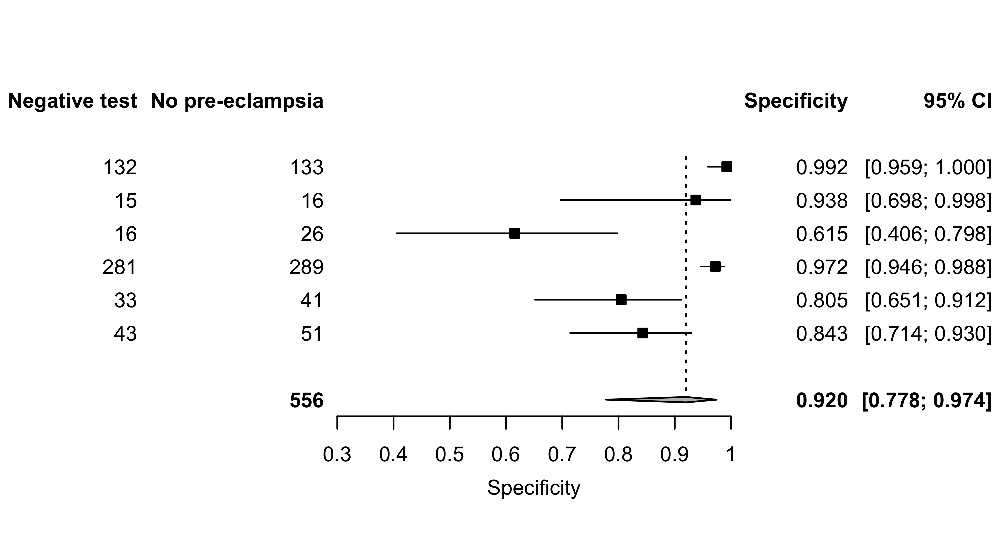 Negative test No pre-eclampsia Specificity 95% CI
132 133 0.992 [0.959; 1.000]
15 16 0.938 [0.698; 0.998]
16 26 0.615 [0.406; 0.798]
281 289 0.972 [0.946; 0.988]
33 41 0.805 [0.651; 0.912]
43 51 0.843 [0.714; 0.930]
556 0.920 [0.778; 0.974]
0.3 0.4 0.5 0.6 0.7 0.8 0.9 1
Specificity